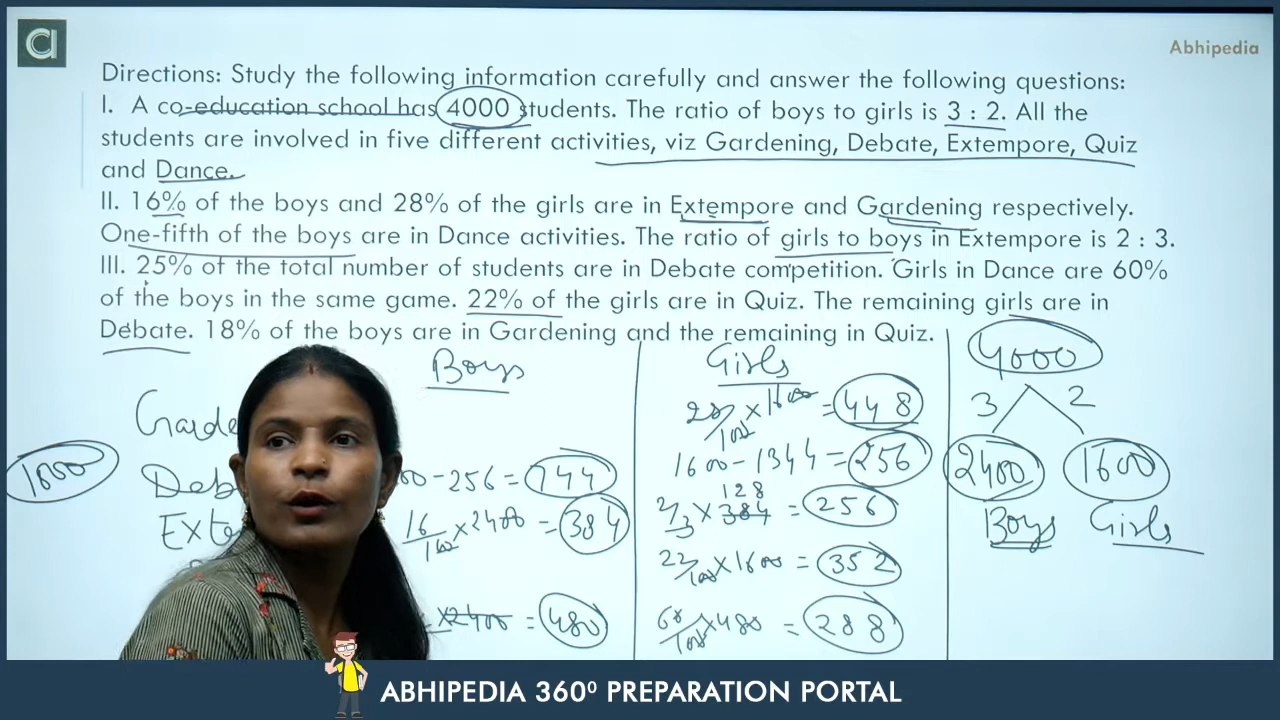 Abhipedia
Directions: Study the following information carefully and answer the following questions:
I. A co-education school has 4000 students. The ratio of boys to girls is 3 : 2. All the
students are involved in five different activities, viz Gardening, Debate, Extempore, Quiz
and Dance.
II. 16% of the boys and 28% of the girls are in Extempore and Gardening respectively.
One-fifth of the boys are in Dance activities. The ratio of girls to boys in Extempore is 2 : 3.
III. 25% of the total number of students are in Debate competition. Girls in Dance are 60%
of the boys in the same game. 22% of the girls are in Quiz. The remaining girls are in
Debate. 18% of the boys are in Gardening and the remaining in Quiz.
Boys
Girls
4000
3 2
Garde
28/100 × 1600 = 448
1000
Deb
00 - 256 = 744
1600 - 1344 = 256
2400 1600
Exte
16/100 × 2400 = 384
2/3 × 384 = 256
128
Boys Girls
22/100 × 1600 = 352
× 2400 = 480
60/100 × 480 = 288
ABHIPEDIA 360⁰ PREPARATION PORTAL